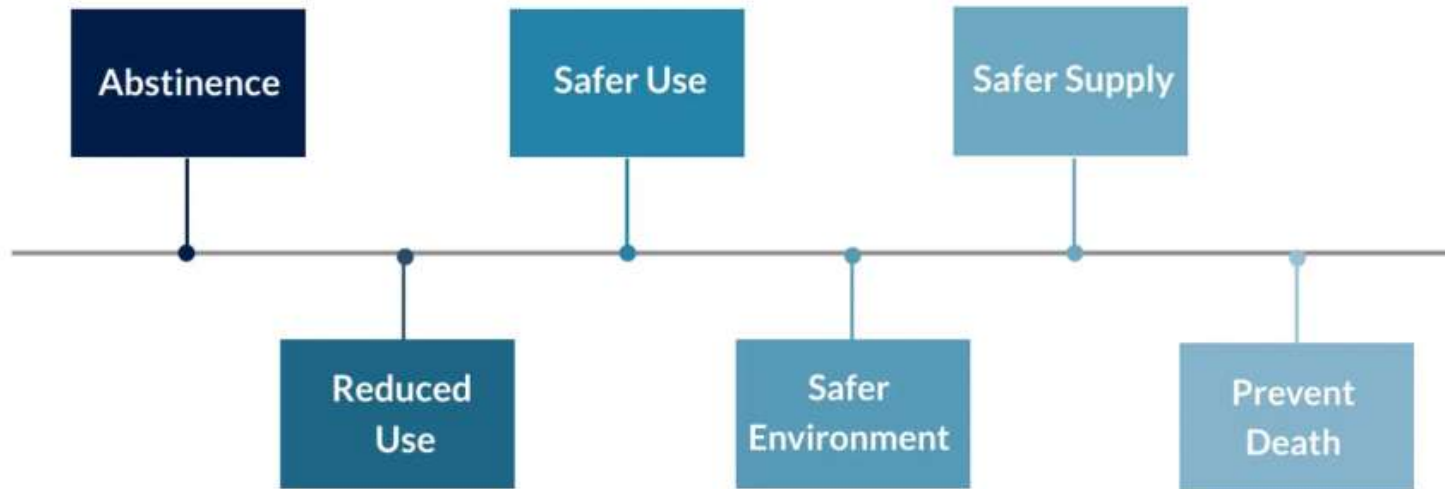 Abstinence
Reduced
Use
Safer Use
Safer
Environment
Safer Supply
Prevent
Death